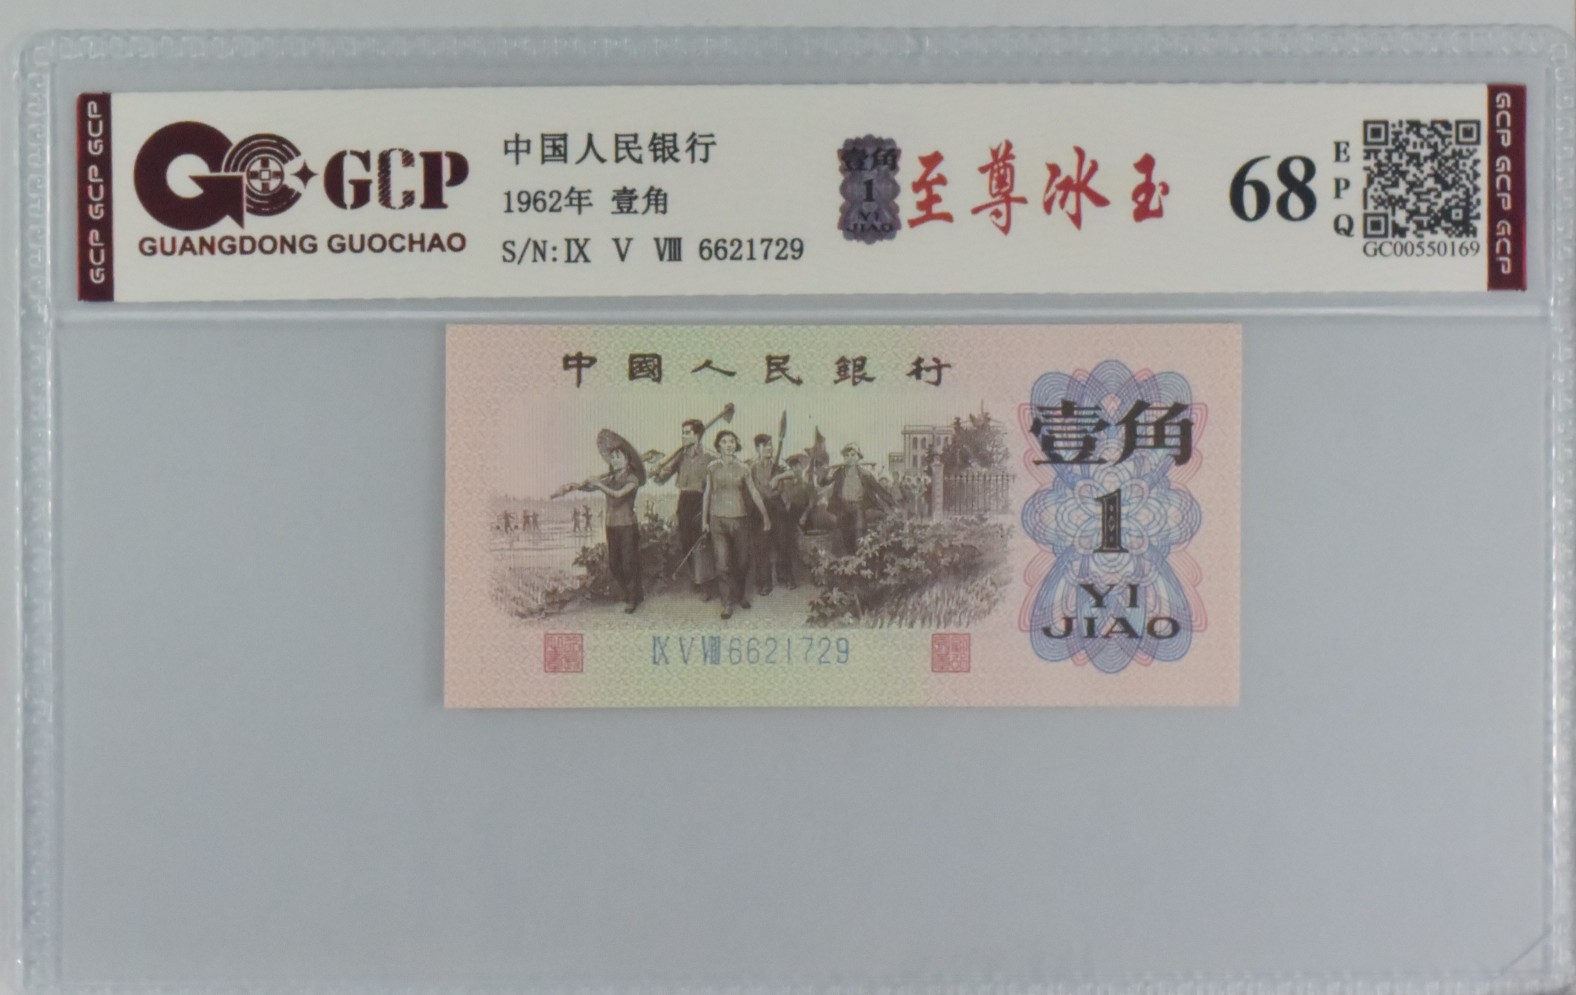 GCP GCP GCP
GCP
GUANGDONG GUOCHAO
中国人民银行
1962年 壹角
S/N:Ⅸ Ⅴ Ⅷ 6621729
壹角
1
YI
JIAO
至尊冰玉
68
EPQ
GC00550169
GCP GCP GCP
中國人民銀行
壹角
1
YI
JIAO
Ⅸ Ⅴ Ⅷ 6621729